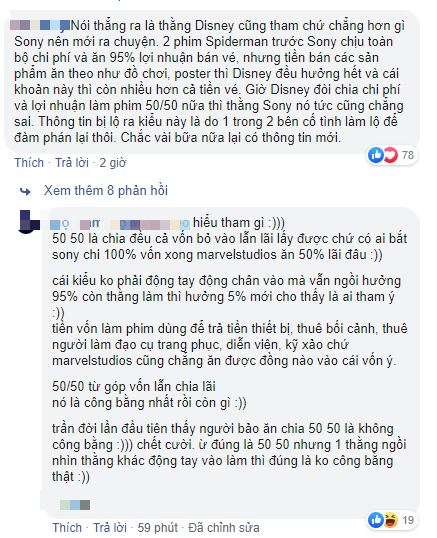 Nói thẳng ra là thằng Disney cũng tham chứ chẳng hơn gì
Sony nên mới ra chuyện. 2 phim Spiderman trước Sony chịu toàn
bộ chi phí và ăn 95% lợi nhuận bán vé, nhưng tiền bán các sản
phẩm ăn theo như đồ chơi, poster thì Disney đều hưởng hết và cái
khoản này thì còn nhiều hơn cả tiền vé. Giờ Disney đòi chia chi phí
và lợi nhuận làm phim 50/50 nữa thì thằng Sony nó tức cũng chẳng
sai. Thông tin bị lộ ra kiểu này là do 1 trong 2 bên cố tình làm lộ để
đàm phán lại thôi. Chắc vài bữa nữa lại có thông tin mới.
78
Thích · Trả lời · 2 giờ
Xem thêm 8 phản hồi
hiểu tham gì :)))
50 50 là chia đều cả vốn bỏ vào lẫn lãi lấy được chứ có ai bắt
sony chi 100% vốn xong marvelstudios ăn 50% lãi đâu :))
cái kiểu ko phải động tay động chân vào mà vẫn ngồi hưởng
95% còn thằng làm thì hưởng 5% mới cho thấy là ai tham ý
:))
tiền vốn làm phim dùng để trả tiền thiết bị, thuê bối cảnh, thuê
người làm đạo cụ trang phục, diễn viên, kỹ xảo chứ
marvelstudios cũng chẳng ăn được đồng nào vào cái vốn ý.
50/50 từ góp vốn lẫn chia lãi
nó là công bằng nhất rồi còn gì :))
trần đời lần đầu tiên thấy người bảo ăn chia 50 50 là không
công bằng :))) chết cười. ừ đúng là 50 50 nhưng 1 thằng ngồi
nhìn thằng khác động tay vào làm thì đúng là ko công bằng
thật :))
19
Thích · Trả lời · 59 phút · Đã chỉnh sửa